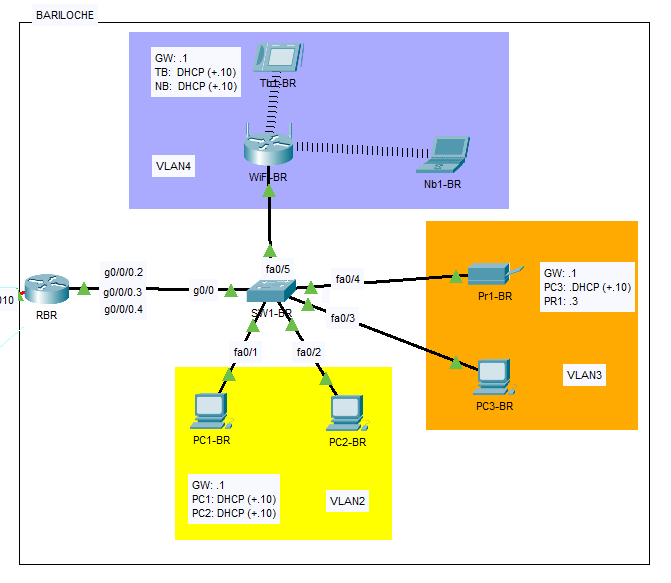 BARILOCHE
GW: .1
TB: DHCP (+.10)
NB: DHCP (+.10)
Tb1-BR
VLAN4
WiFi-BR
Nb1-BR
fa0/5
g0/0/0.2
g0/0/0.3
g0/0/0.4
g0/0
010
RBR
SW1-BR
fa0/4
fa0/3
Pr1-BR
GW: .1
PC3: .DHCP (+.10)
PR1: .3
PC3-BR
VLAN3
fa0/1
fa0/2
PC1-BR
PC2-BR
GW: .1
PC1: DHCP (+.10)
PC2: DHCP (+.10)
VLAN2